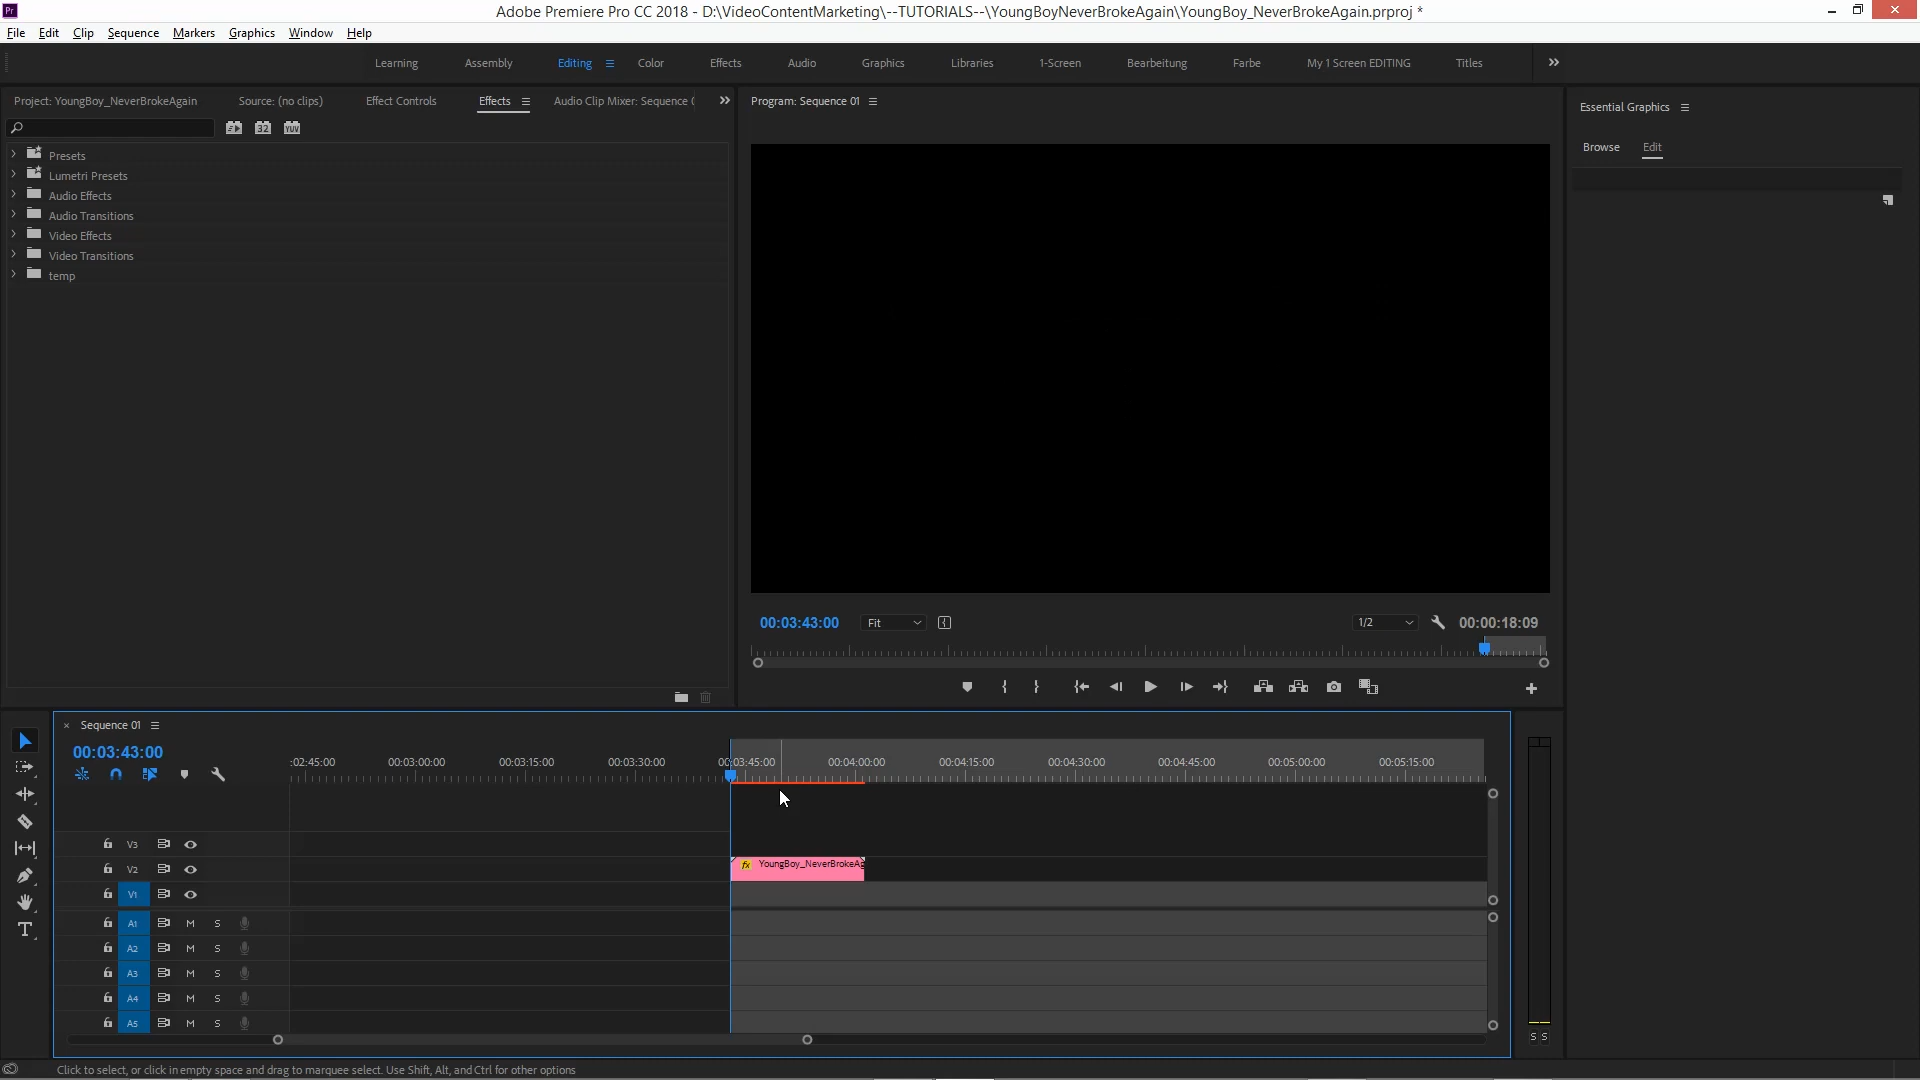 Pr
Adobe Premiere Pro CC 2018 - D:\VideoContentMarketing\--TUTORIALS--\YoungBoyNeverBrokeAgain\YoungBoy_NeverBrokeAgain.prproj *
File Edit Clip Sequence Markers Graphics Window Help
Learning Assembly Editing Color Effects Audio Graphics Libraries 1-Screen Bearbeitung Farbe My 1 Screen EDITING Titles
Project: YoungBoy_NeverBrokeAgain Source: (no clips) Effect Controls Effects Audio Clip Mixer: Sequence
Program: Sequence 01
Essential Graphics
32 YUV
Browse Edit
Presets
Lumetri Presets
Audio Effects
Audio Transitions
Video Effects
Video Transitions
temp
00:03:43:00 Fit 1/2 00:00:18:09
Sequence 01
00:03:43:00
:02:45:00 00:03:00:00 00:03:15:00 00:03:30:00 00:03:45:00 00:04:00:00 00:04:15:00 00:04:30:00 00:04:45:00 00:05:00:00 00:05:15:00
V3
V2 fx YoungBoy_NeverBrokeAg
V1
A1 M S
A2 M S
A3 M S
A4 M S
A5 M S
S S
Click to select, or click in empty space and drag to marquee select. Use Shift, Alt, and Ctrl for other options